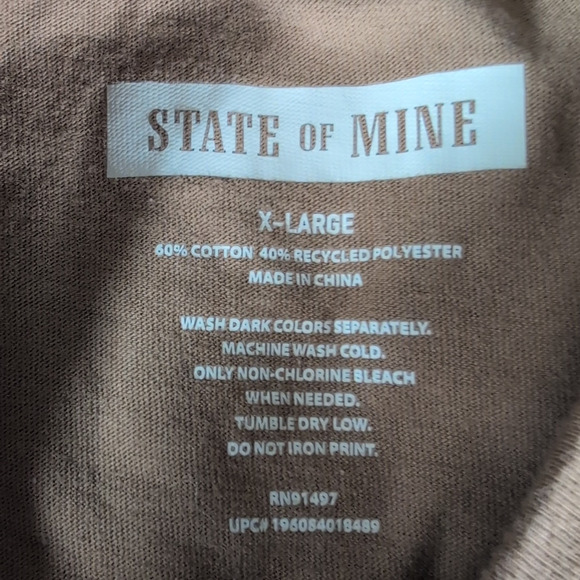 STATE OF MINE
X-LARGE
60% COTTON 40% RECYCLED POLYESTER
MADE IN CHINA
WASH DARK COLORS SEPARATELY.
MACHINE WASH COLD.
ONLY NON-CHLORINE BLEACH
WHEN NEEDED.
TUMBLE DRY LOW.
DO NOT IRON PRINT.
RN91497
UPC# 196084018489